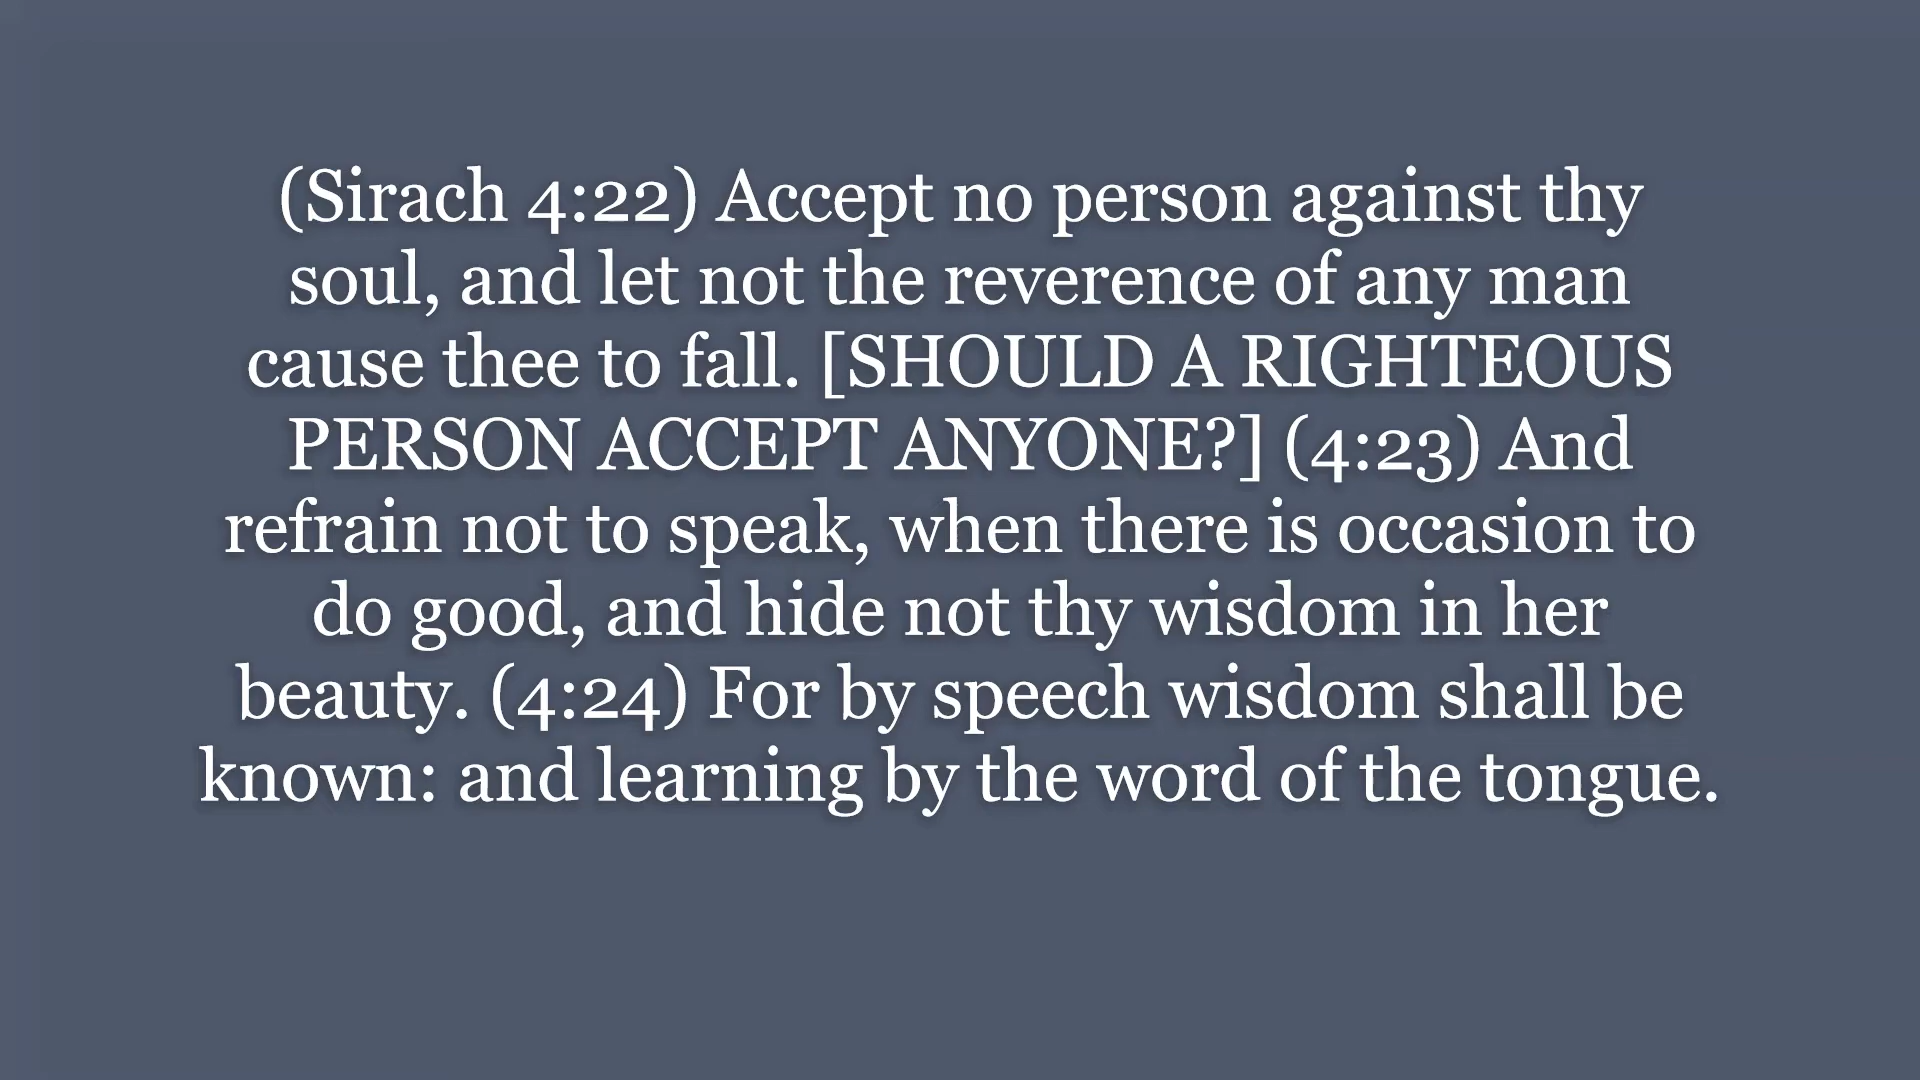 (Sirach 4:22) Accept no person against thy
soul, and let not the reverence of any man
cause thee to fall. [SHOULD A RIGHTEOUS
PERSON ACCEPT ANYONE?] (4:23) And
refrain not to speak, when there is occasion to
do good, and hide not thy wisdom in her
beauty. (4:24) For by speech wisdom shall be
known: and learning by the word of the tongue.